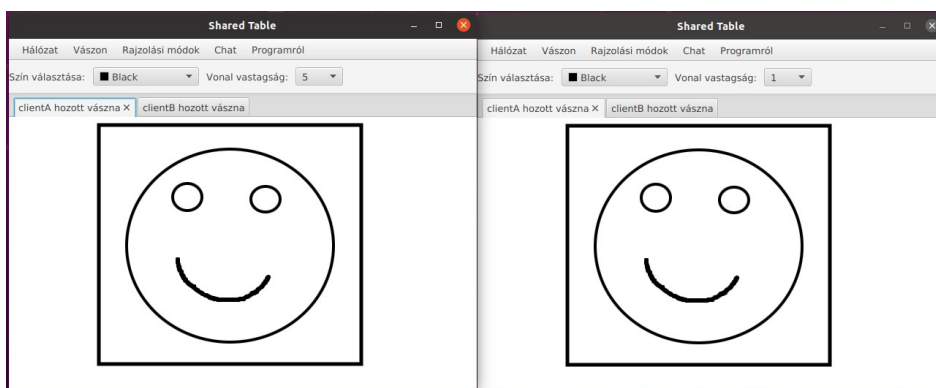 Shared Table
Hálózat Vászon Rajzolási módok Chat Programról
Szín választása: Black Vonal vastagság: 5
clientA hozott vászna clientB hozott vászna
Shared Table
Hálózat Vászon Rajzolási módok Chat Programról
Szín választása: Black Vonal vastagság: 1
clientA hozott vászna clientB hozott vászna